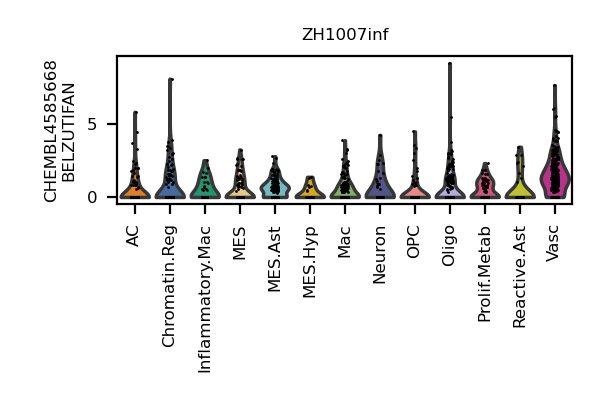 ZH1007inf
CHEMBL4585668
BELZUTIFAN
5
0
AC
Chromatin.Reg
Inflammatory.Mac
MES
MES.Ast
MES.Hyp
Mac
Neuron
OPC
Oligo
Prolif.Metab
Reactive.Ast
Vasc